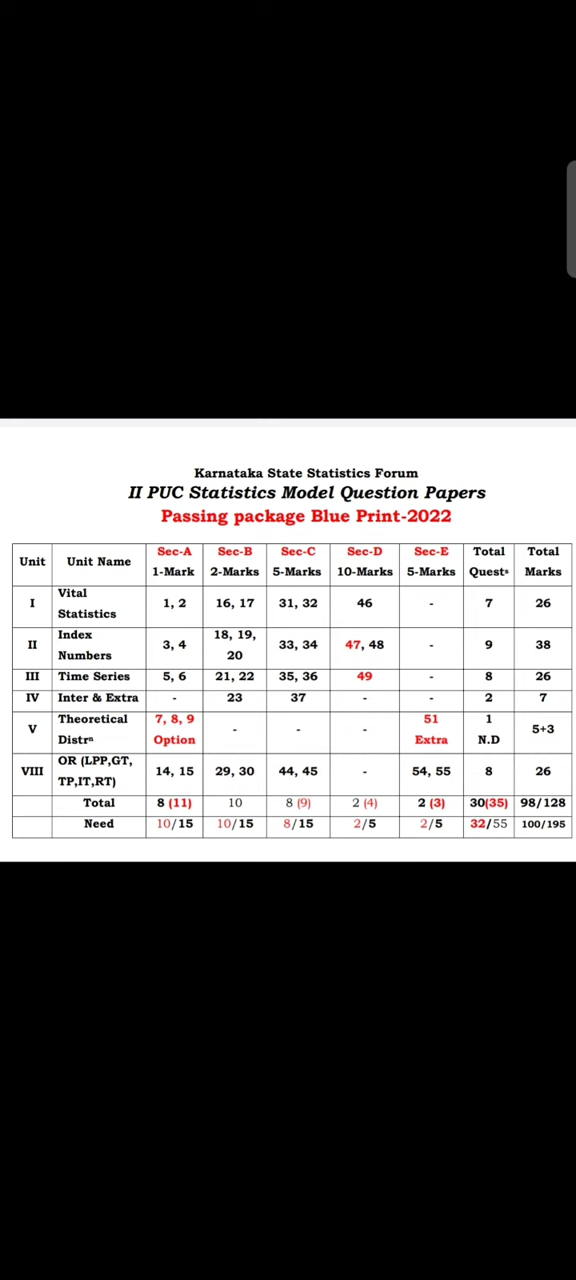 Karnataka State Statistics Forum
II PUC Statistics Model Question Papers
Passing package Blue Print-2022
Unit Unit Name Sec-A 1-Mark Sec-B 2-Marks Sec-C 5-Marks Sec-D 10-Marks Sec-E 5-Marks Total Questˢ Total Marks
I Vital Statistics 1, 2 16, 17 31, 32 46 - 7 26
II Index Numbers 3, 4 18, 19, 20 33, 34 47, 48 - 9 38
III Time Series 5, 6 21, 22 35, 36 49 - 8 26
IV Inter & Extra - 23 37 - - 2 7
V Theoretical Distrⁿ 7, 8, 9 Option - - - 51 Extra 1 N.D 5+3
VIII OR (LPP,GT, TP,IT,RT) 14, 15 29, 30 44, 45 - 54, 55 8 26
Total 8 (11) 10 8 (9) 2 (4) 2 (3) 30(35) 98/128
Need 10/15 10/15 8/15 2/5 2/5 32/55 100/195